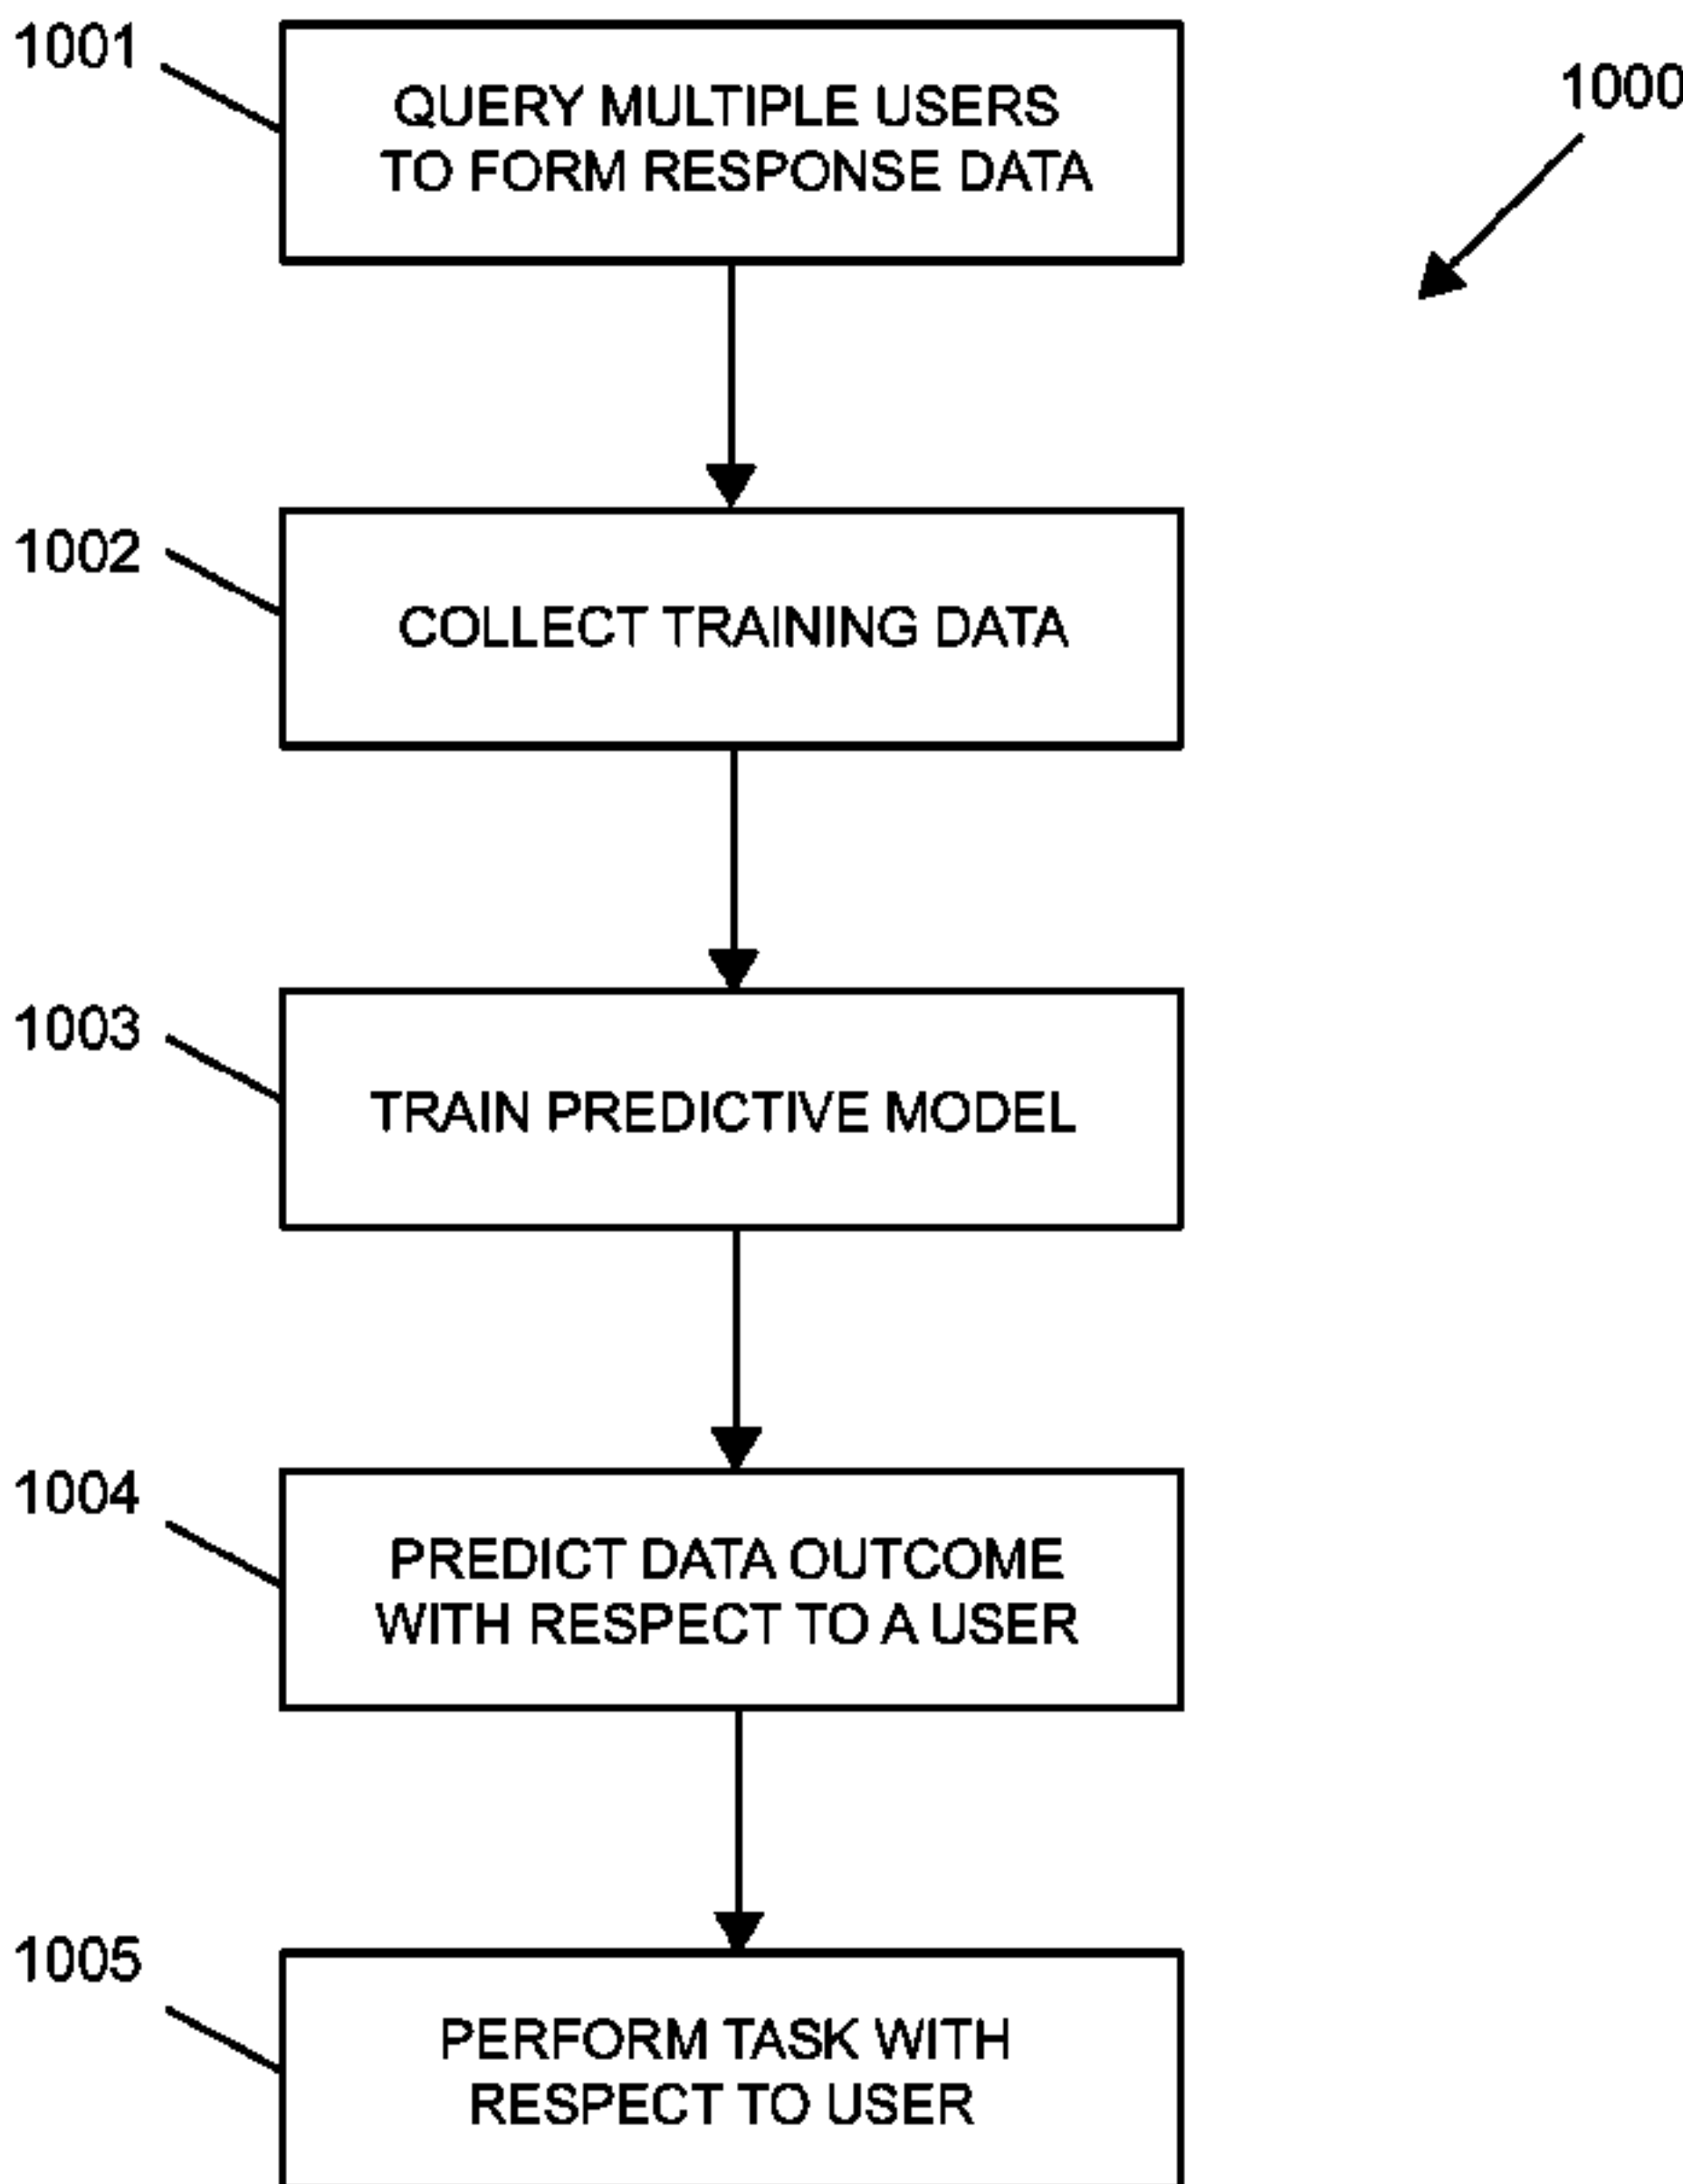 1001
QUERY MULTIPLE USERS
TO FORM RESPONSE DATA
1000
1002
COLLECT TRAINING DATA
1003
TRAIN PREDICTIVE MODEL
1004
PREDICT DATA OUTCOME
WITH RESPECT TO A USER
1005
PERFORM TASK WITH
RESPECT TO USER